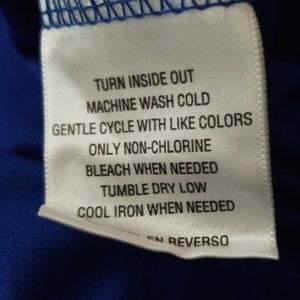 TURN INSIDE OUT
MACHINE WASH COLD
GENTLE CYCLE WITH LIKE COLORS
ONLY NON-CHLORINE
BLEACH WHEN NEEDED
TUMBLE DRY LOW
COOL IRON WHEN NEEDED
EN REVERSO